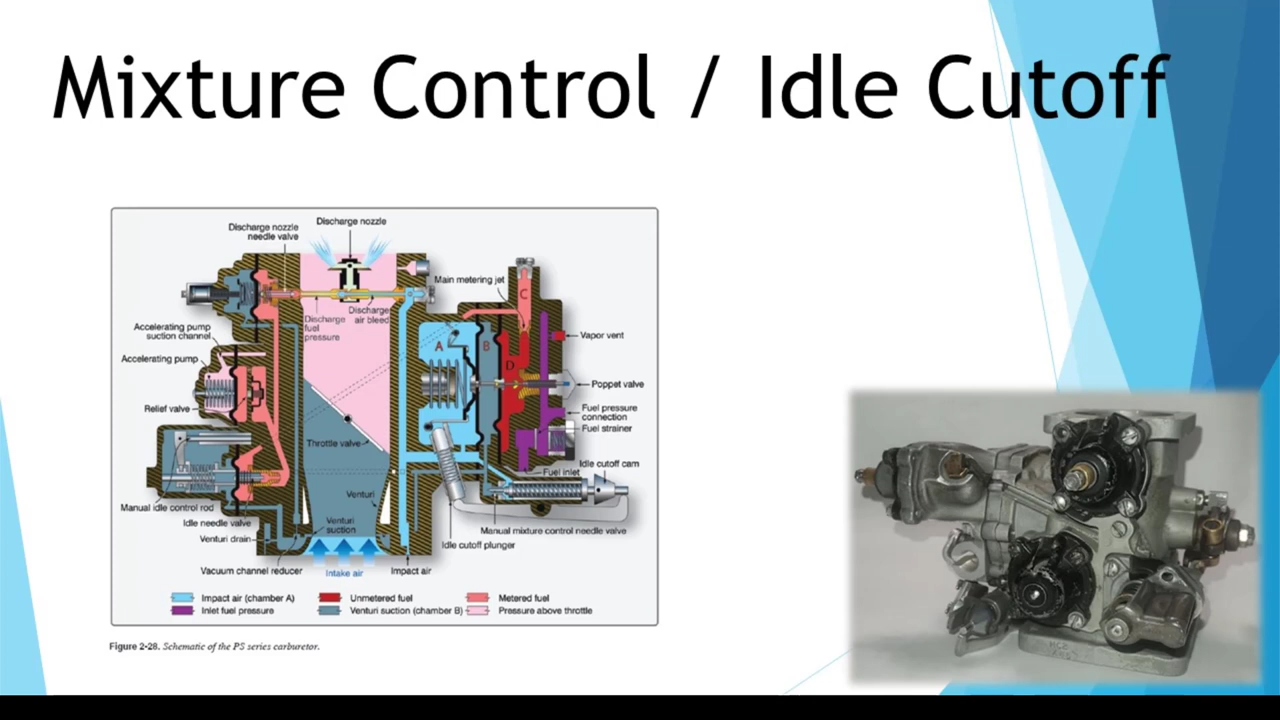 Mixture Control / Idle Cutoff
Discharge nozzle
Discharge nozzle
needle valve
Main metering jet
C
Discharge
fuel
pressure
Discharge
air bleed
Accelerating pump
suction channel
Vapor vent
A
B
Accelerating pump
D
Poppet valve
Relief valve
Fuel pressure
connection
Fuel strainer
Throttle valve
Idle cutoff cam
Fuel inlet
Venturi
Manual idle control rod
Idle needle valve
Venturi
suction
Manual mixture control needle valve
Venturi drain
Idle cutoff plunger
Vacuum channel reducer
Intake air
Impact air
Impact air (chamber A)
Unmetered fuel
Metered fuel
Inlet fuel pressure
Venturi suction (chamber B)
Pressure above throttle
Figure 2-28. Schematic of the PS series carburetor.